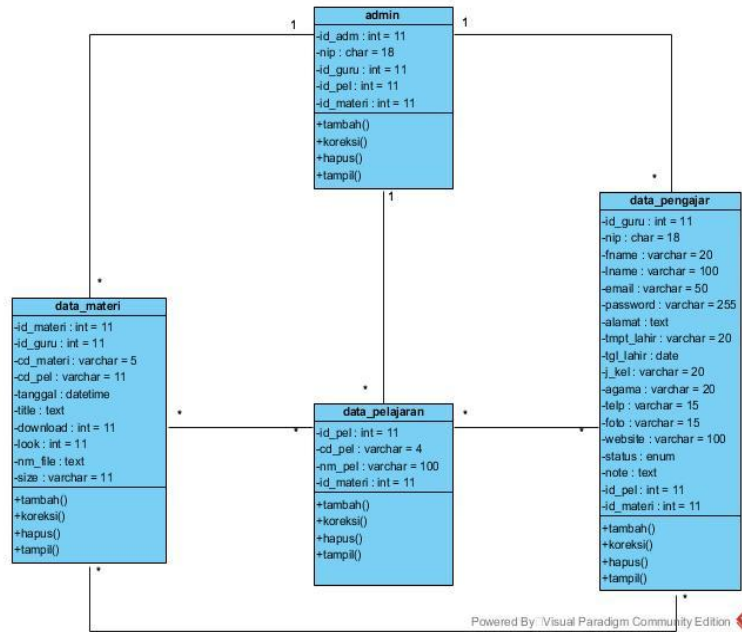 1
1
admin
-id_adm : int = 11
-nip : char = 18
-id_guru : int = 11
-id_pel : int = 11
-id_materi : int = 11
+tambah()
+koreksi()
+hapus()
+tampil()
1
*
data_pengajar
-id_guru : int = 11
-nip : char = 18
-fname : varchar = 20
-lname : varchar = 100
-email : varchar = 50
-password : varchar = 255
-alamat : text
-tmpt_lahir : varchar = 20
-tgl_lahir : date
-j_kel : varchar = 20
-agama : varchar = 20
-telp : varchar = 15
-foto : varchar = 15
-website : varchar = 100
-status : enum
-note : text
-id_pel : int = 11
-id_materi : int = 11
+tambah()
+koreksi()
+hapus()
+tampil()
*
*
data_materi
-id_materi : int = 11
-id_guru : int = 11
-cd_materi : varchar = 5
-cd_pel : varchar = 11
-tanggal : datetime
-title : text
-download : int = 11
-look : int = 11
-nm_file : text
-size : varchar = 11
+tambah()
+koreksi()
+hapus()
+tampil()
*
*
*
*
data_pelajaran
-id_pel : int = 11
-cd_pel : varchar = 4
-nm_pel : varchar = 100
-id_materi : int = 11
+tambah()
+koreksi()
+hapus()
+tampil()
*
*
*
Powered By Visual Paradigm Community Edition